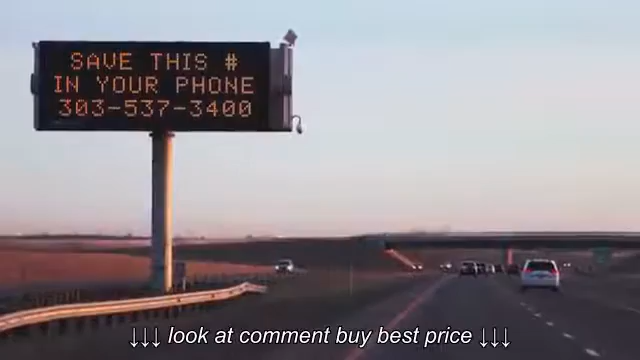 SAVE THIS #
IN YOUR PHONE
303-537-3400
↓↓↓ look at comment buy best price ↓↓↓